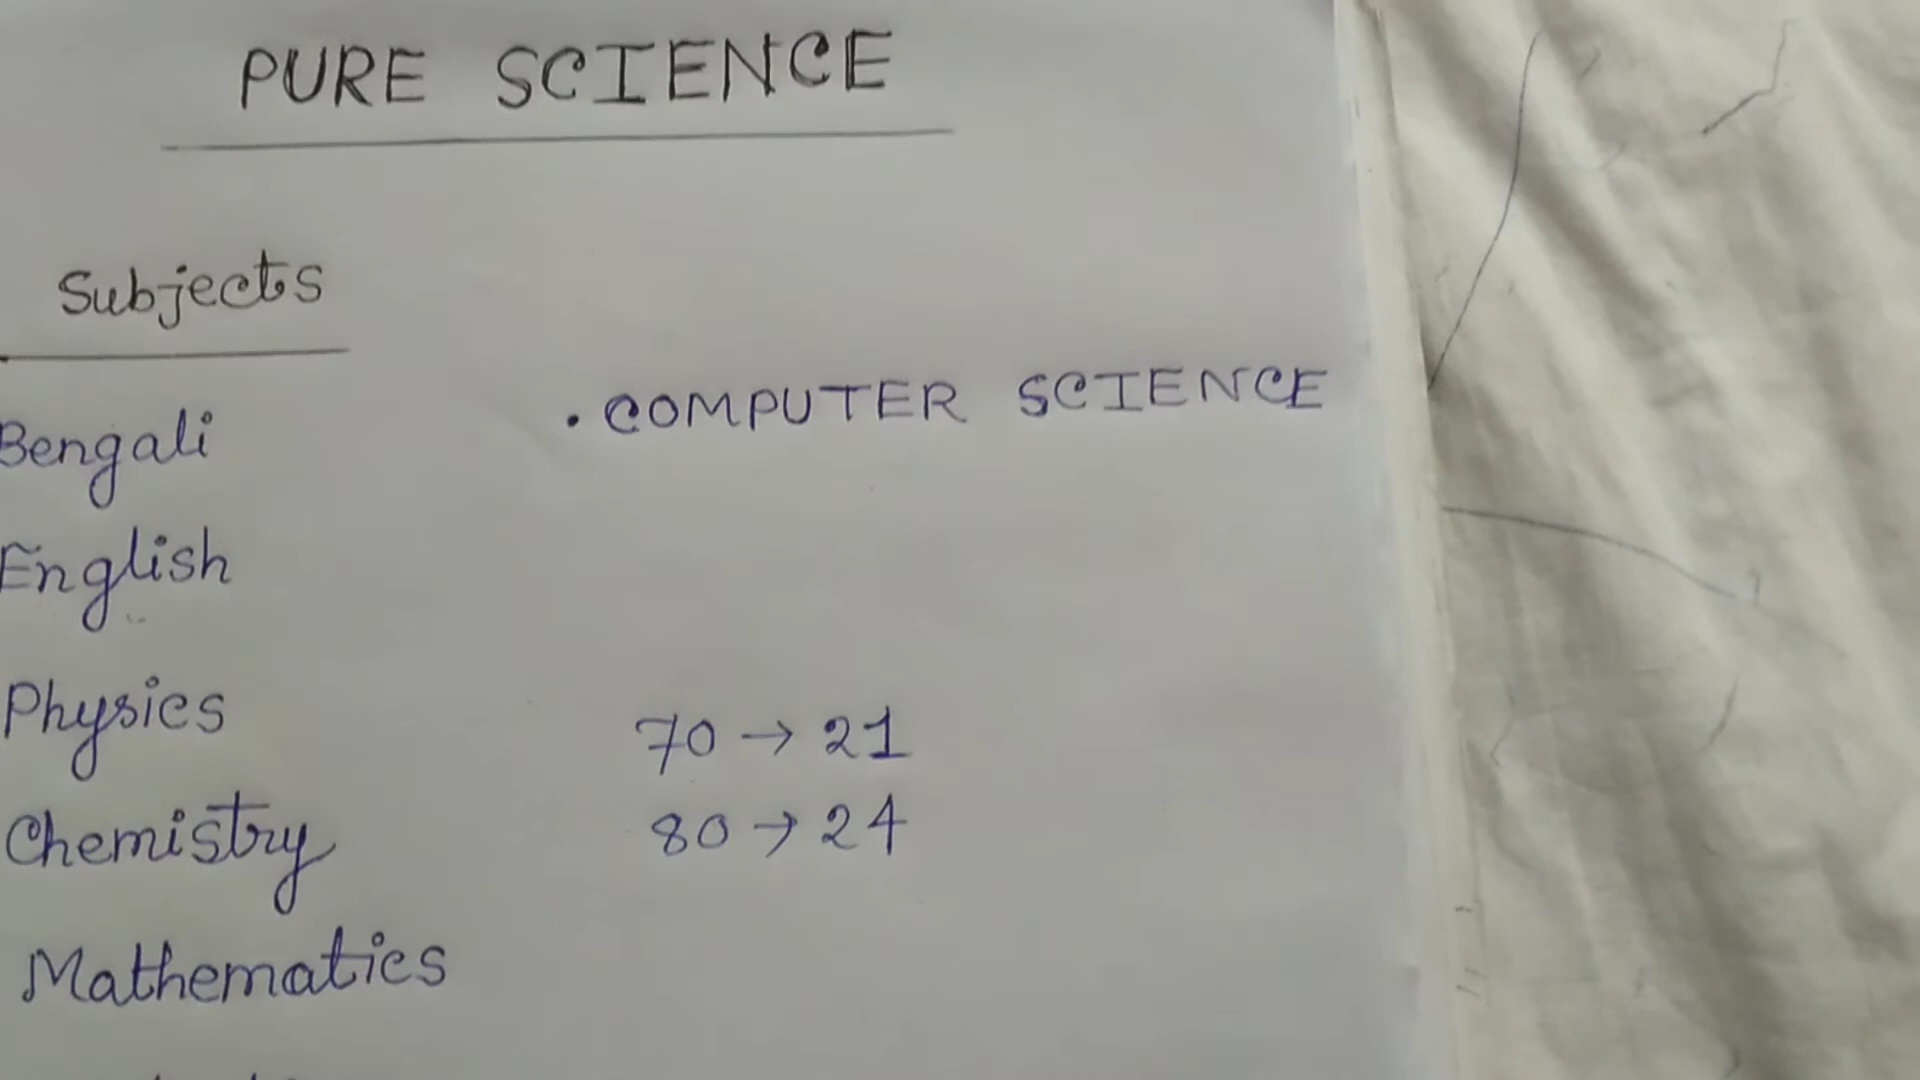 PURE SCIENCE
Subjects
Bengali
. COMPUTER SCIENCE
English
Physics
70 → 21
Chemistry
80 → 24
Mathematics